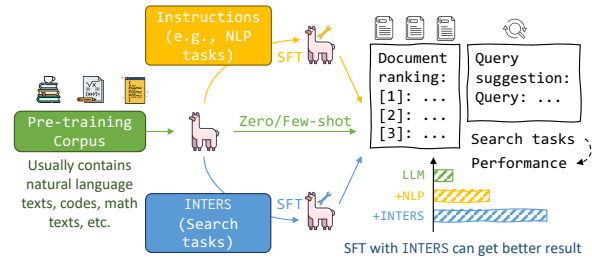 Instructions
(e.g., NLP
tasks)
SFT
Pre-training
Corpus
Usually contains
natural language
texts, codes, math
texts, etc.
Zero/Few-shot
INTERS
(Search
tasks)
SFT
Document
ranking:
[1]: ...
[2]: ...
[3]: ...
Query
suggestion:
Query: ...
Search tasks
Performance
LLM
+NLP
+INTERS
SFT with INTERS can get better result